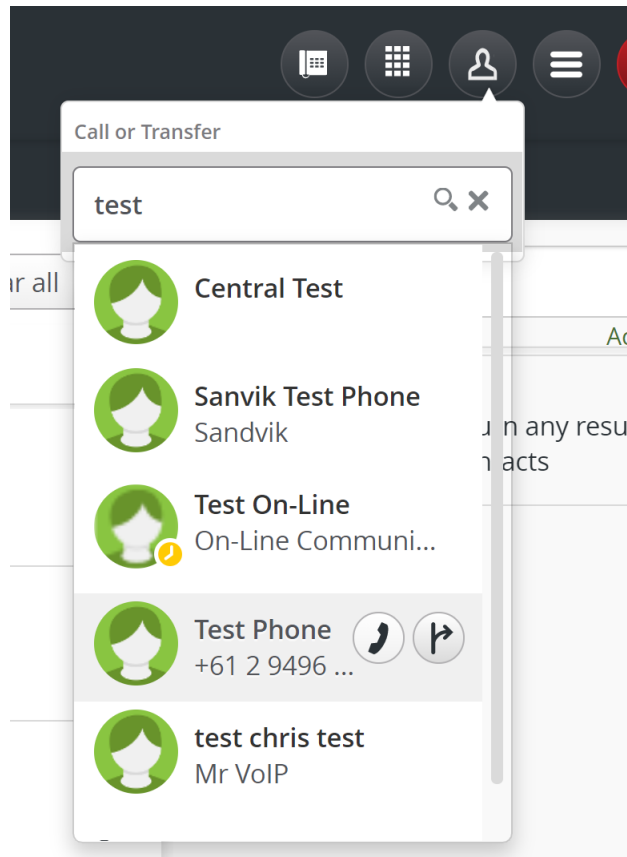 Call or Transfer
test
ar all
Central Test
Sanvik Test Phone
Sandvik
Test On-Line
On-Line Communi...
Test Phone
+61 2 9496 ...
test chris test
Mr VoIP
n any resu
acts